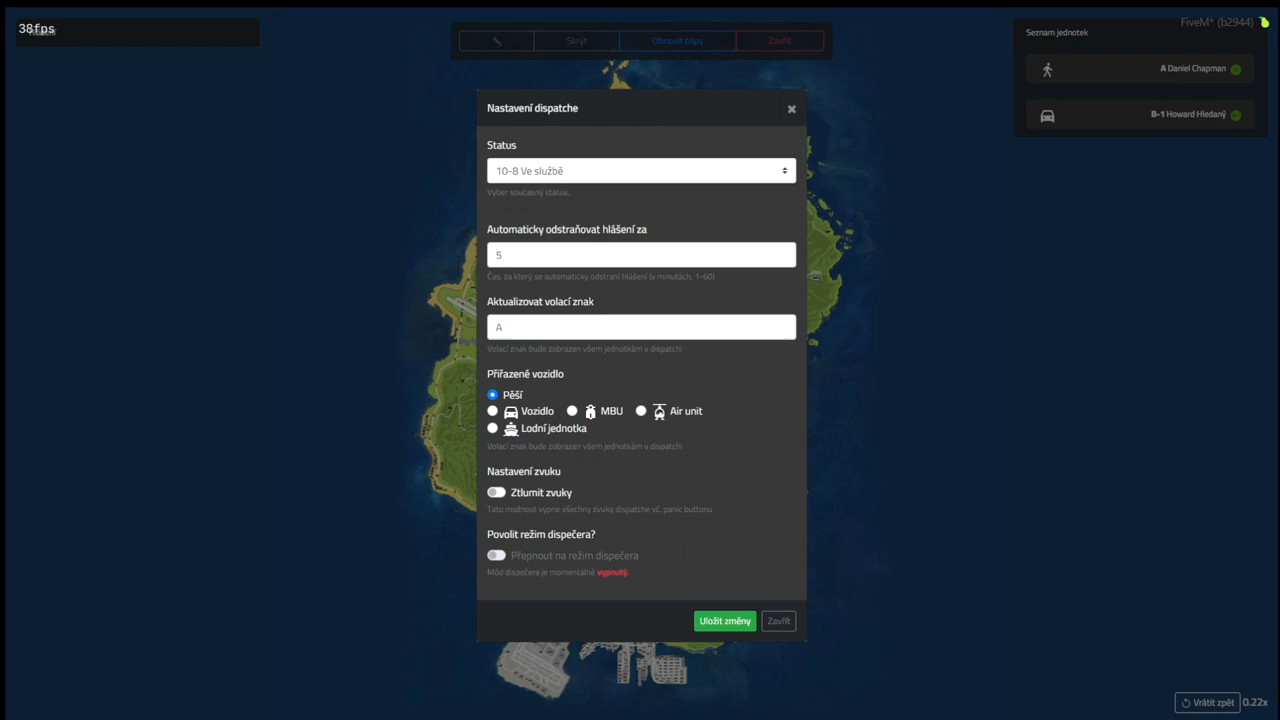 38fps
FiveM* (b2944)
Skrýt
Obnovit blipy
Zavřít
Seznam jednotek
A Daniel Chapman
B-1 Howard Hledaný
Nastavení dispatche
×
Status
10-8 Ve službě
Vyber současný status.
Automaticky odstraňovat hlášení za
5
Čas, za který se automaticky odstraní hlášení (v minutách, 1-60)
Aktualizovat volací znak
A
Volací znak bude zobrazen všem jednotkám v dispatchi
Přiřazené vozidlo
Pěší
Vozidlo MBU Air unit
Lodní jednotka
Volací znak bude zobrazen všem jednotkám v dispatchi
Nastavení zvuku
Ztlumit zvuky
Tato možnost vypne všechny zvuky dispatche vč. panic buttonu
Povolit režim dispečera?
Přepnout na režim dispečera
Mód dispečera je momentálně vypnutý.
Uložit změny
Zavřít
Vrátit zpět 0.22x